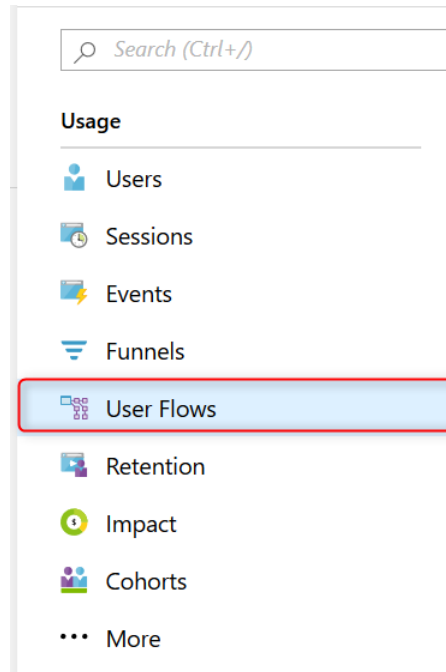 Search (Ctrl+/)
Usage
Users
Sessions
Events
Funnels
User Flows
Retention
Impact
Cohorts
More